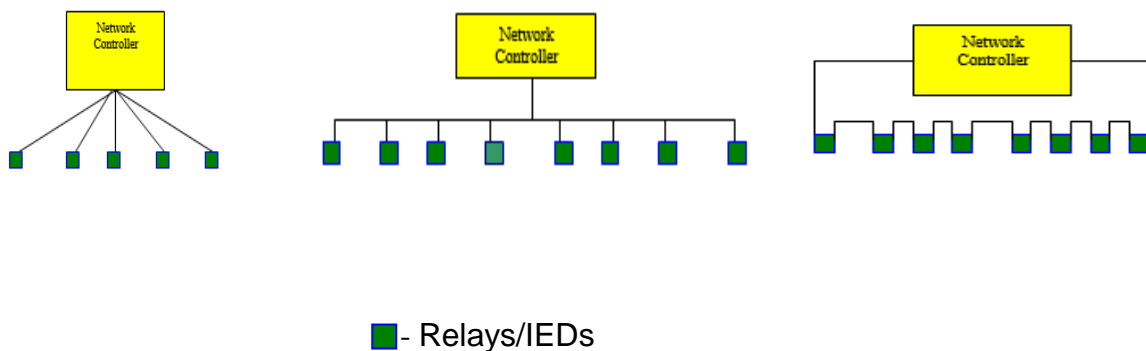 Network
Controller
Network
Controller
Network
Controller
- Relays/IEDs